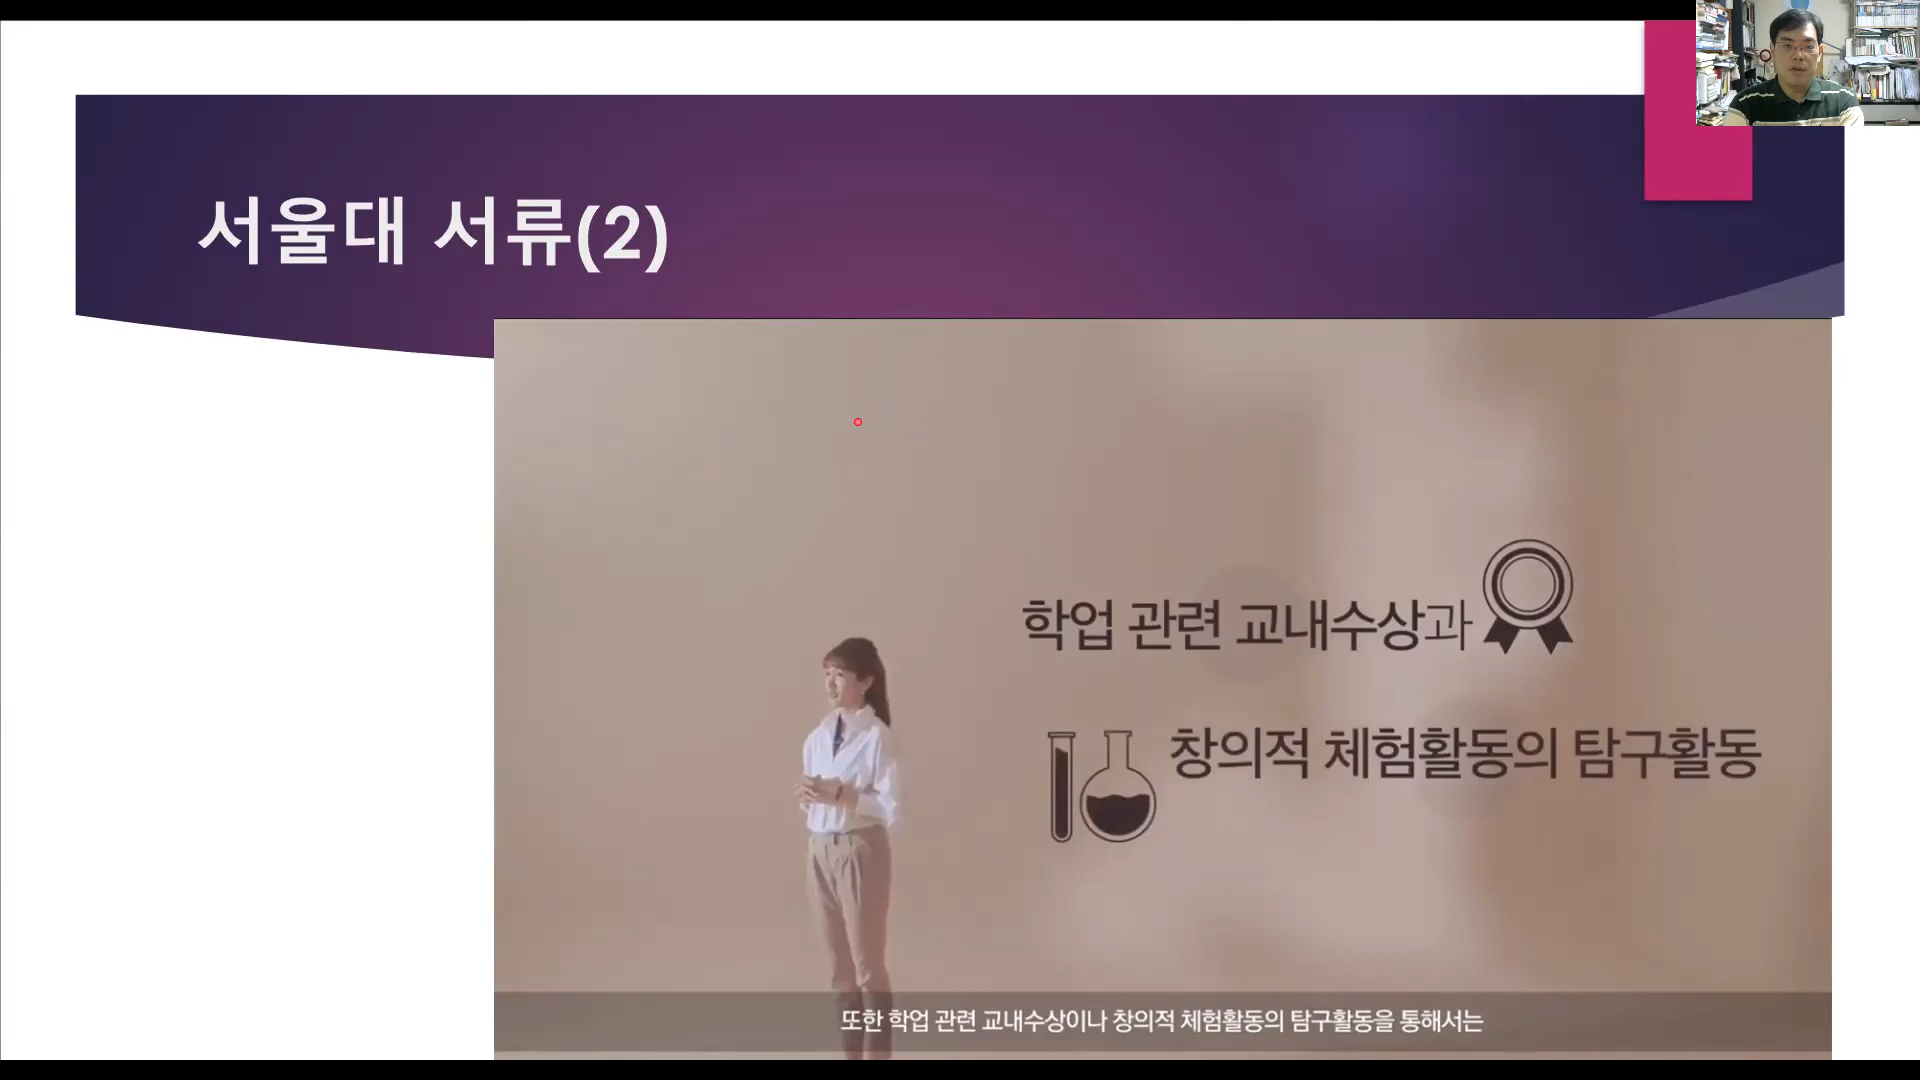 서울대 서류(2)
학업 관련 교내수상과
창의적 체험활동의 탐구활동
또한 학업 관련 교내수상이나 창의적 체험활동의 탐구활동을 통해서는